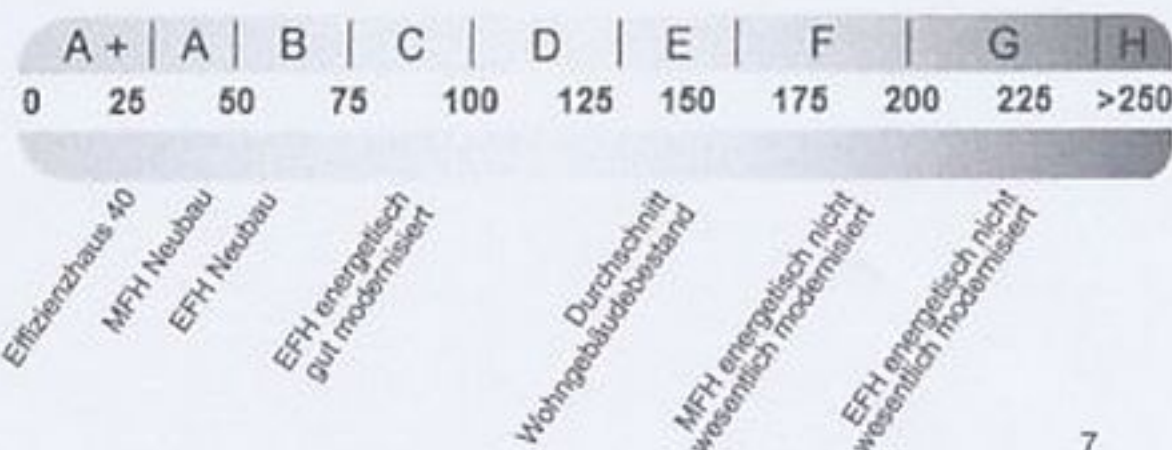 A + | A | B | C | D | E | F | G | H
0 25 50 75 100 125 150 175 200 225 >250
Effizienzhaus 40
MFH Neubau
EFH Neubau
EFH energetisch
gut modernisiert
Durchschnitt
Wohngebäudebestand
MFH energetisch nicht
wesentlich modernisiert
EFH energetisch nicht
wesentlich modernisiert
7